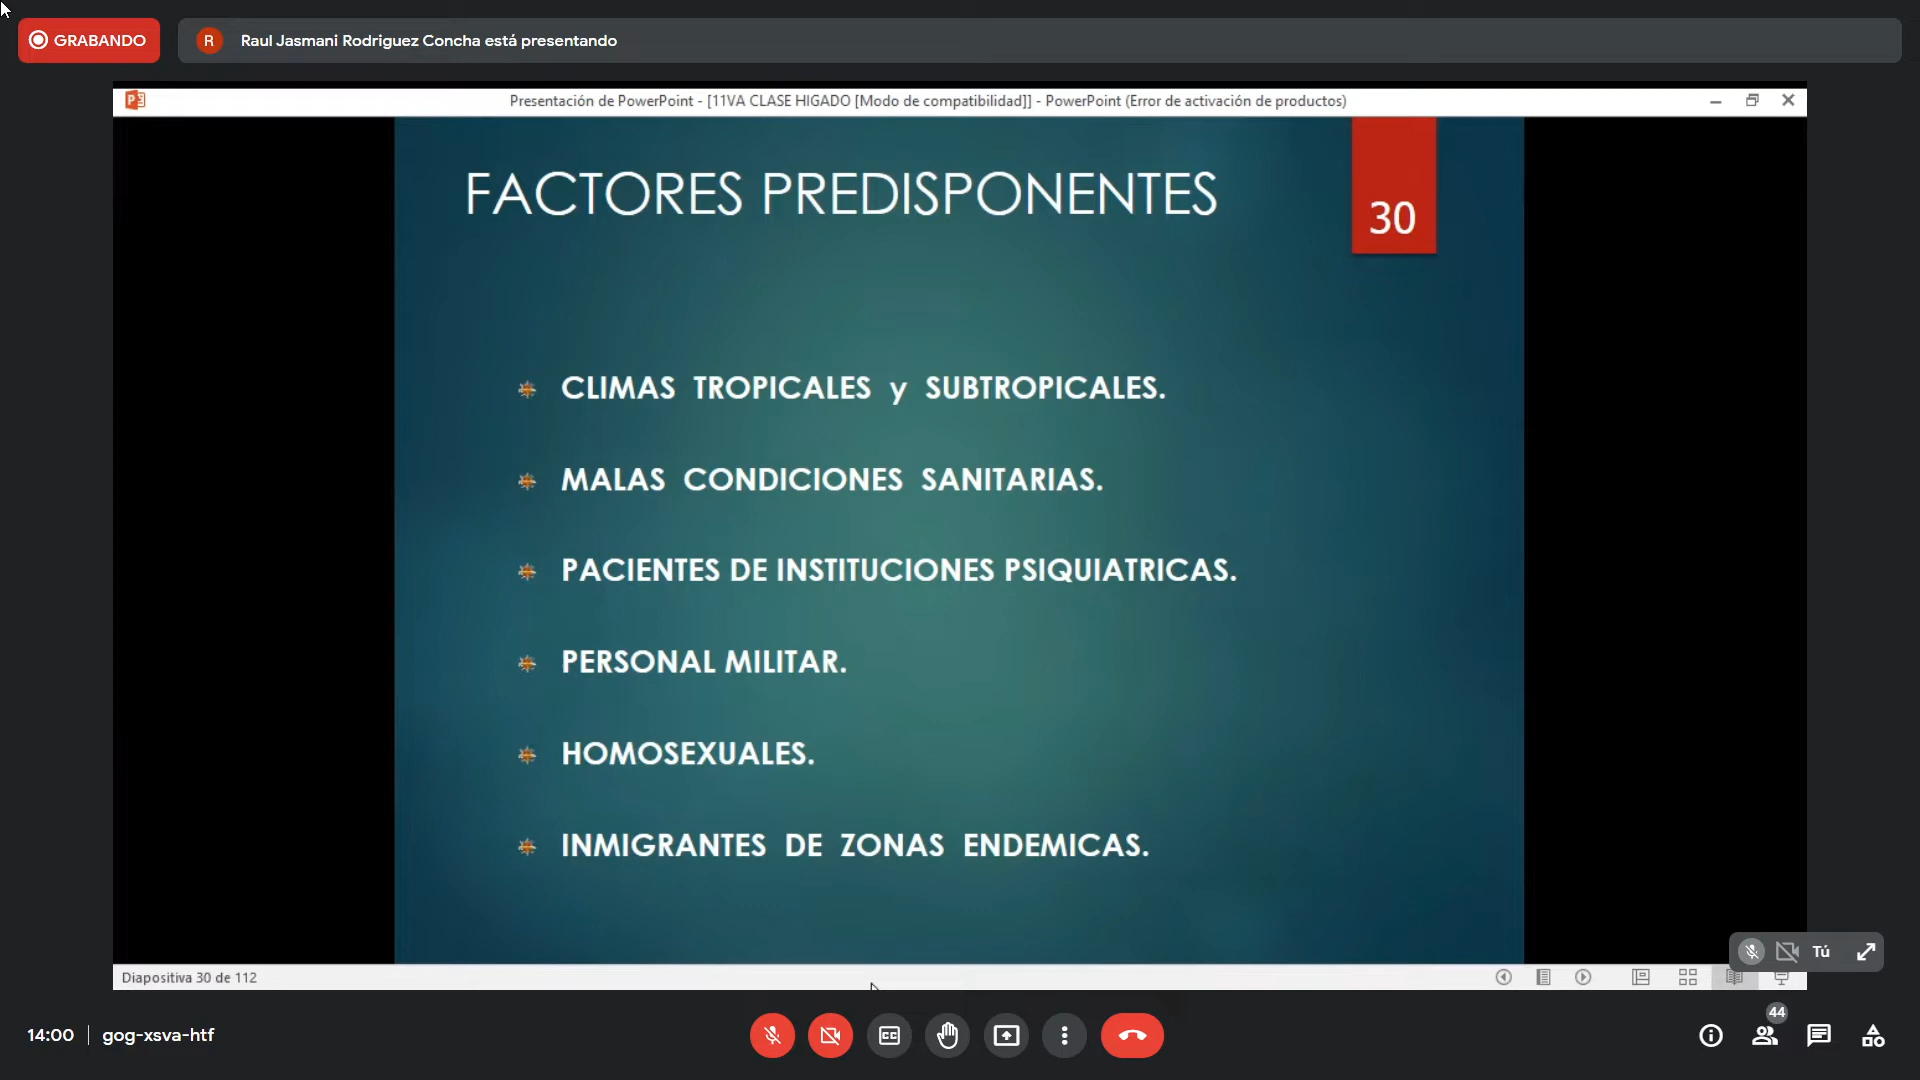 GRABANDO
R
Raul Jasmani Rodriguez Concha está presentando
Presentación de PowerPoint - [11VA CLASE HIGADO [Modo de compatibilidad]] - PowerPoint (Error de activación de productos)
FACTORES PREDISPONENTES
30
CLIMAS TROPICALES y SUBTROPICALES.
MALAS CONDICIONES SANITARIAS.
PACIENTES DE INSTITUCIONES PSIQUIATRICAS.
PERSONAL MILITAR.
HOMOSEXUALES.
INMIGRANTES DE ZONAS ENDEMICAS.
Tú
Diapositiva 30 de 112
44
14:00
gog-xsva-htf